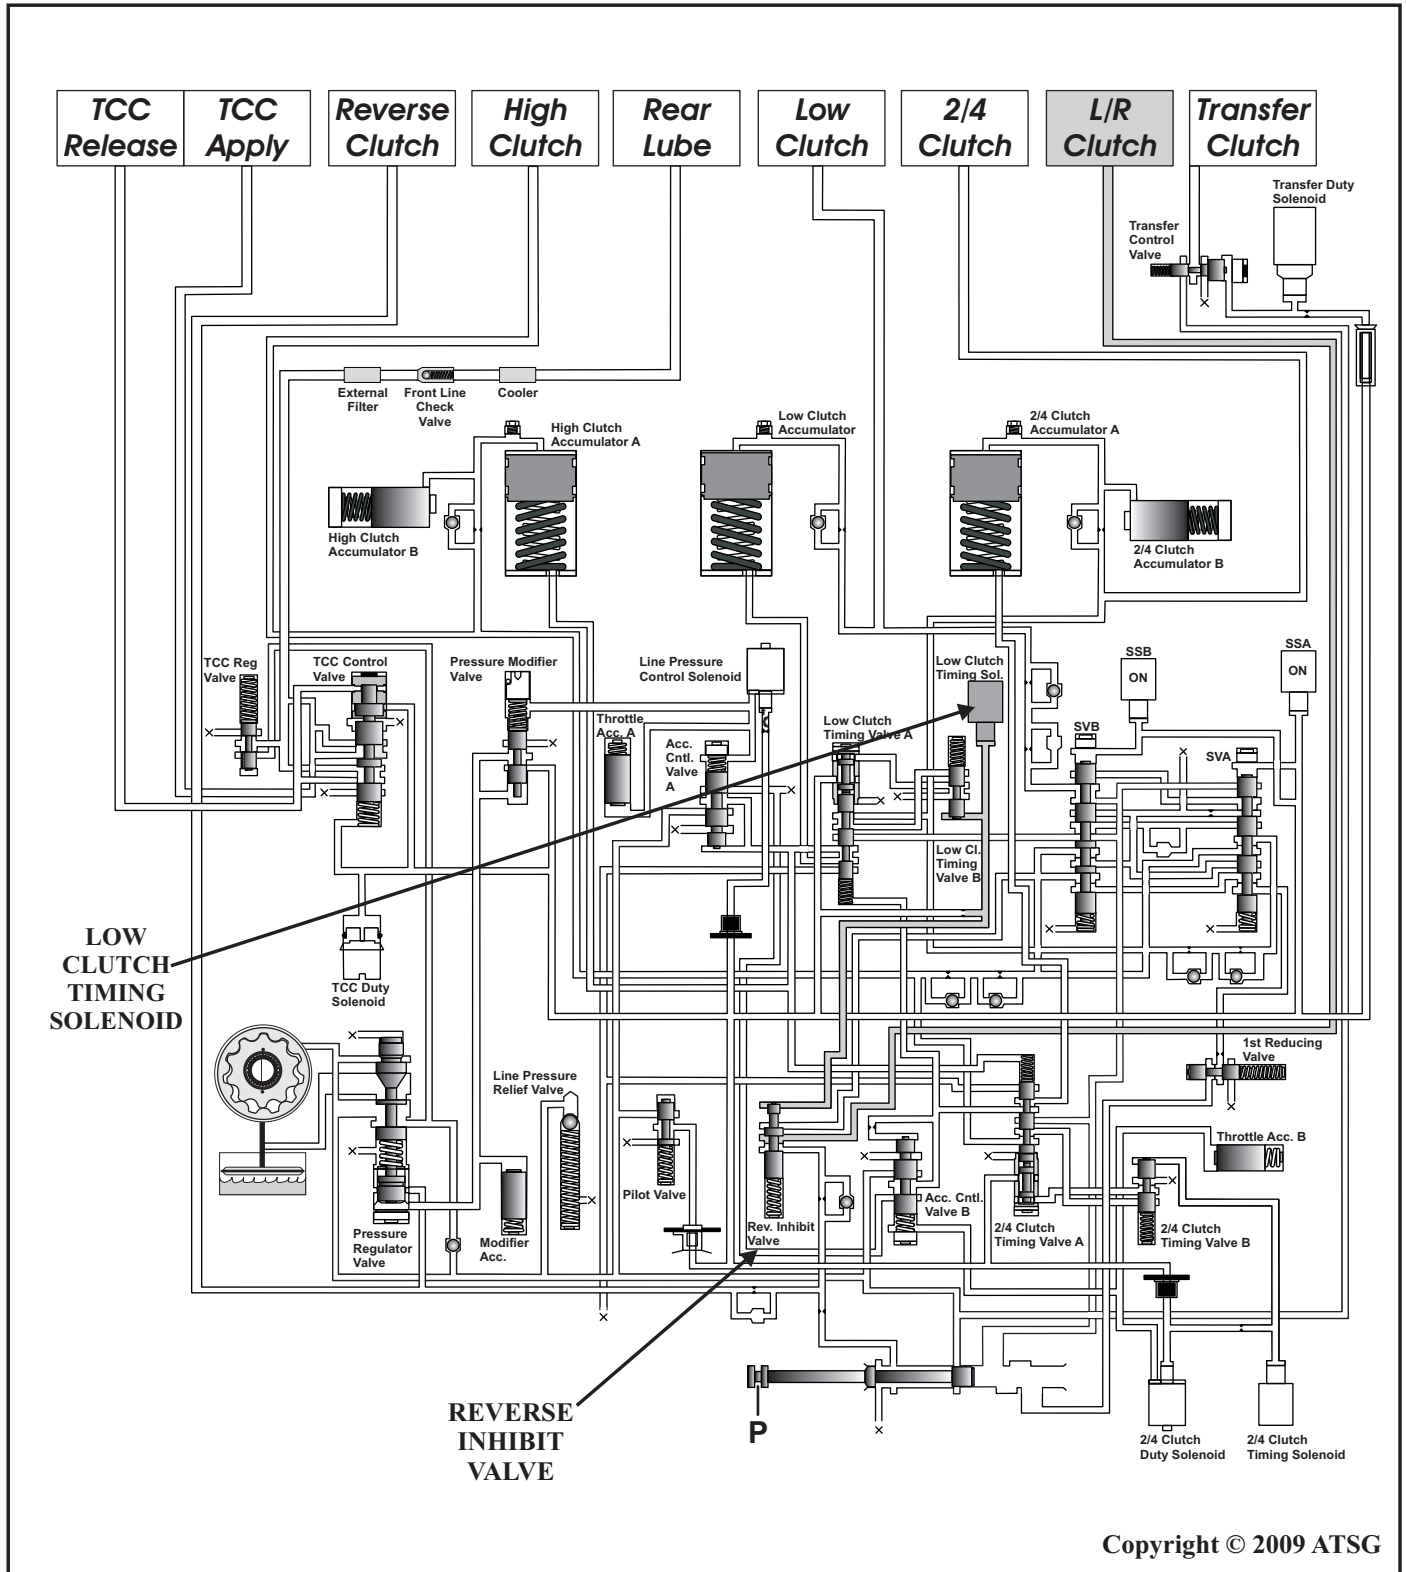 TCC
Release
TCC
Apply
Reverse
Clutch
High
Clutch
Rear
Lube
Low
Clutch
2/4
Clutch
L/R
Clutch
Transfer
Clutch
Transfer Duty
Solenoid
Transfer
Control
Valve
External
Filter
Front Line
Check
Valve
Cooler
High Clutch
Accumulator A
Low Clutch
Accumulator
2/4 Clutch
Accumulator A
High Clutch
Accumulator B
2/4 Clutch
Accumulator B
TCC Reg
Valve
TCC Control
Valve
Pressure Modifier
Valve
Line Pressure
Control Solenoid
Low Clutch
Timing Sol.
SSB
ON
SSA
ON
Throttle
Acc. A
Acc.
Cntl.
Valve
A
Low Clutch
Timing Valve A
SVB
SVA
Low Cl.
Timing
Valve B
LOW
CLUTCH
TIMING
SOLENOID
TCC Duty
Solenoid
1st Reducing
Valve
Line Pressure
Relief Valve
Throttle Acc. B
Pilot Valve
Rev. Inhibit
Valve
Acc. Cntl.
Valve B
2/4 Clutch
Timing Valve A
2/4 Clutch
Timing Valve B
Pressure
Regulator
Valve
Modifier
Acc.
REVERSE
INHIBIT
VALVE
P
2/4 Clutch
Duty Solenoid
2/4 Clutch
Timing Solenoid
Copyright © 2009 ATSG